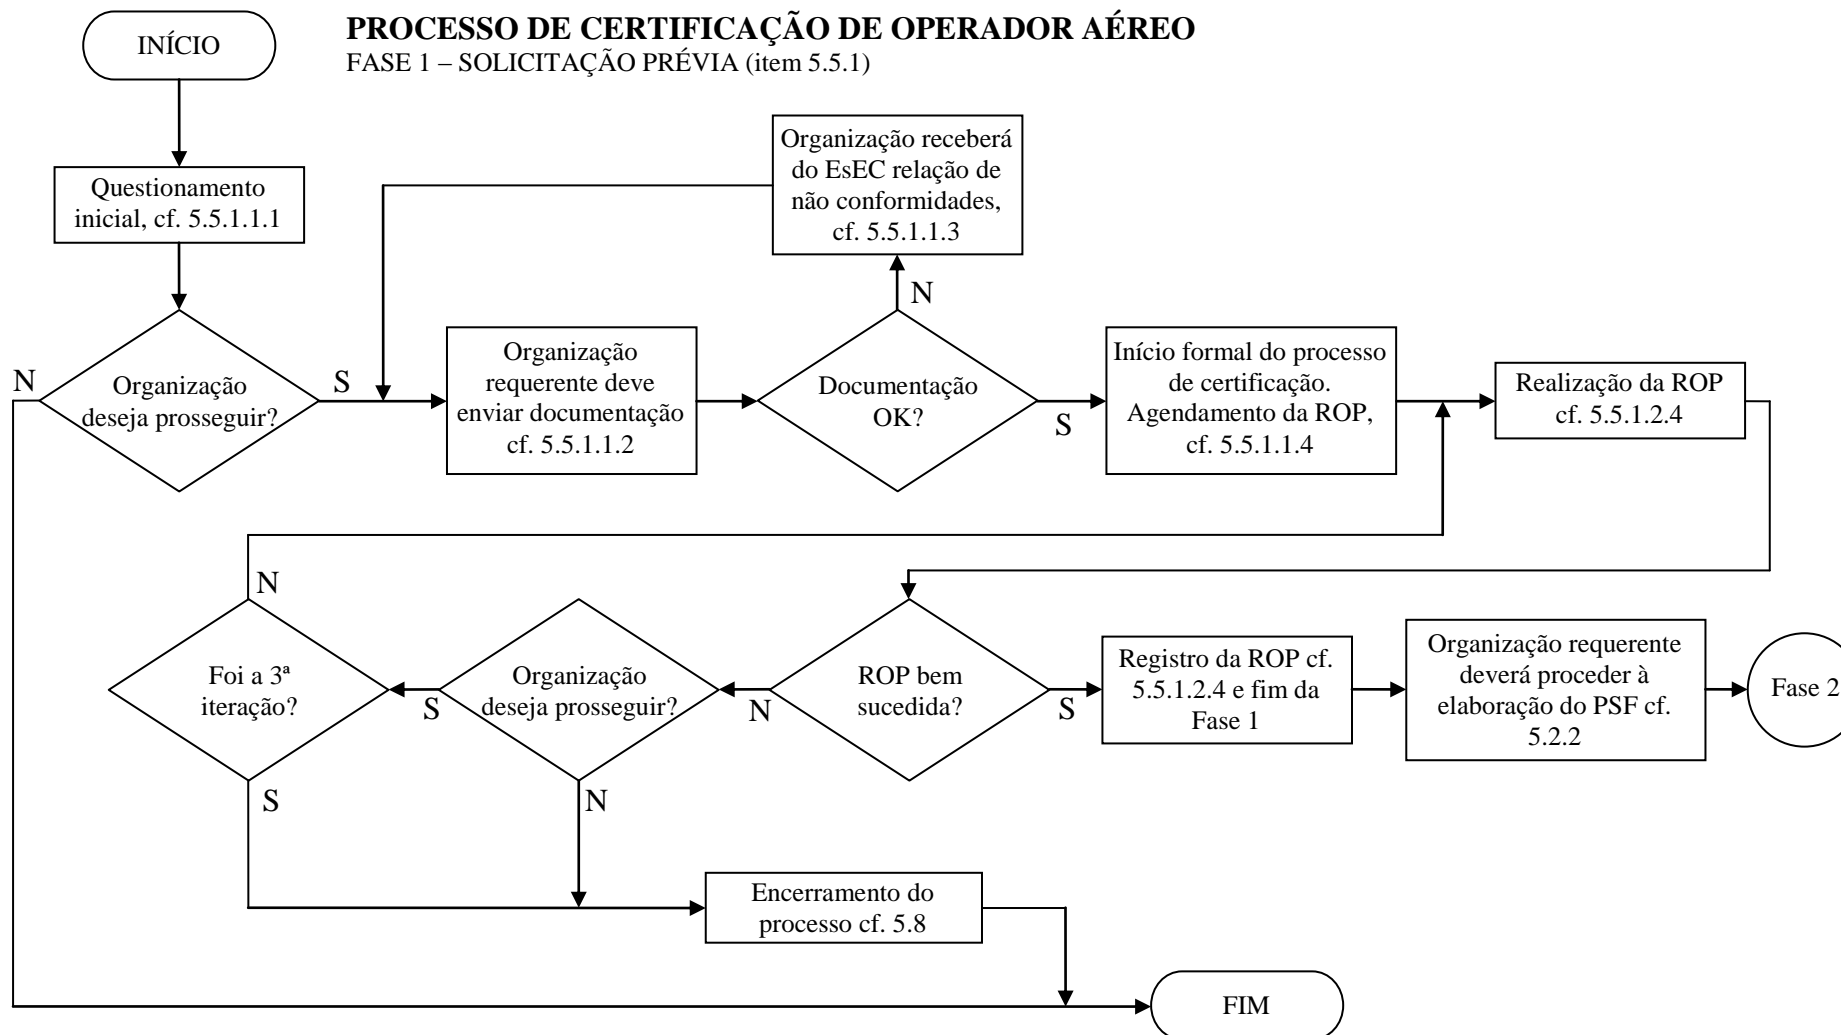 INÍCIO
PROCESSO DE CERTIFICAÇÃO DE OPERADOR AÉREO
FASE 1 – SOLICITAÇÃO PRÉVIA (item 5.5.1)
Questionamento
inicial, cf. 5.5.1.1.1
Organização receberá
do EsEC relação de
não conformidades,
cf. 5.5.1.1.3
N
N
Organização
deseja prosseguir?
S
Organização
requerente deve
enviar documentação
cf. 5.5.1.1.2
Documentação
OK?
S
Início formal do processo
de certificação.
Agendamento da ROP,
cf. 5.5.1.1.4
Realização da ROP
cf. 5.5.1.2.4
N
Foi a 3ª
iteração?
S
S
Organização
deseja prosseguir?
N
N
ROP bem
sucedida?
S
Registro da ROP cf.
5.5.1.2.4 e fim da
Fase 1
Organização requerente
deverá proceder à
elaboração do PSF cf.
5.2.2
Fase 2
Encerramento do
processo cf. 5.8
FIM